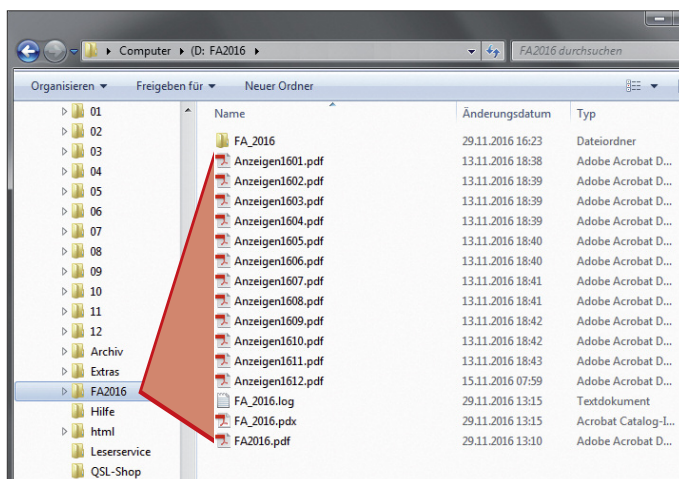 Computer (D: FA2016
FA2016 durchsuchen
Organisieren Freigeben für Neuer Ordner
01
02
03
04
05
06
07
08
09
10
11
12
Archiv
Extras
FA2016
Hilfe
html
Leserservice
QSL-Shop
Name Änderungsdatum Typ
FA_2016 29.11.2016 16:23 Dateiordner
Anzeigen1601.pdf 13.11.2016 18:38 Adobe Acrobat D...
Anzeigen1602.pdf 13.11.2016 18:39 Adobe Acrobat D...
Anzeigen1603.pdf 13.11.2016 18:39 Adobe Acrobat D...
Anzeigen1604.pdf 13.11.2016 18:39 Adobe Acrobat D...
Anzeigen1605.pdf 13.11.2016 18:40 Adobe Acrobat D...
Anzeigen1606.pdf 13.11.2016 18:40 Adobe Acrobat D...
Anzeigen1607.pdf 13.11.2016 18:41 Adobe Acrobat D...
Anzeigen1608.pdf 13.11.2016 18:41 Adobe Acrobat D...
Anzeigen1609.pdf 13.11.2016 18:42 Adobe Acrobat D...
Anzeigen1610.pdf 13.11.2016 18:42 Adobe Acrobat D...
Anzeigen1611.pdf 13.11.2016 18:43 Adobe Acrobat D...
Anzeigen1612.pdf 15.11.2016 07:59 Adobe Acrobat D...
FA_2016.log 29.11.2016 13:15 Textdokument
FA_2016.pdx 29.11.2016 13:15 Acrobat Catalog-I...
FA2016.pdf 29.11.2016 13:10 Adobe Acrobat D...